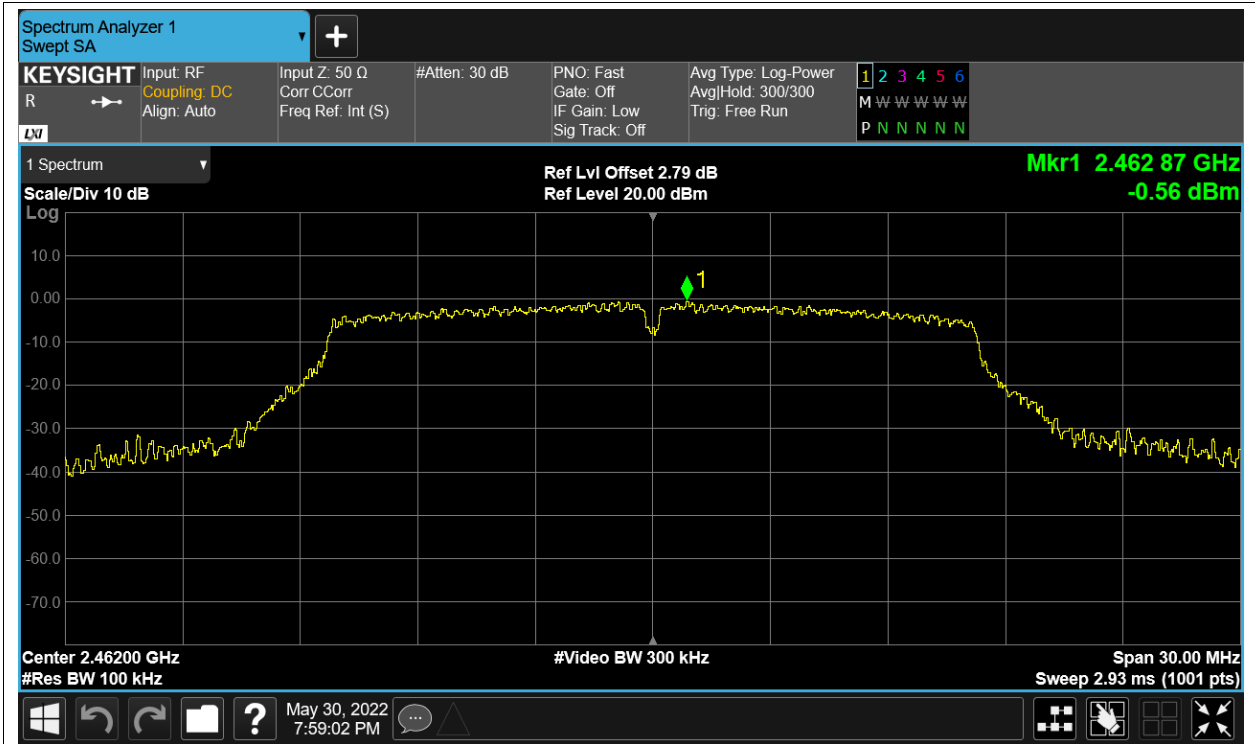 Spectrum Analyzer 1
Swept SA
KEYSIGHT
R
LXI
Input: RF
Coupling: DC
Align: Auto
Input Z: 50 Ω
Corr CCorr
Freq Ref: Int (S)
#Atten: 30 dB
PNO: Fast
Gate: Off
IF Gain: Low
Sig Track: Off
Avg Type: Log-Power
Avg|Hold: 300/300
Trig: Free Run
1 2 3 4 5 6
M W W W W W
P N N N N N
1 Spectrum
Scale/Div 10 dB
Log
Ref Lvl Offset 2.79 dB
Ref Level 20.00 dBm
Mkr1 2.462 87 GHz
-0.56 dBm
1
10.0
0.00
-10.0
-20.0
-30.0
-40.0
-50.0
-60.0
-70.0
Center 2.46200 GHz
#Res BW 100 kHz
#Video BW 300 kHz
Span 30.00 MHz
Sweep 2.93 ms (1001 pts)
?
May 30, 2022
7:59:02 PM